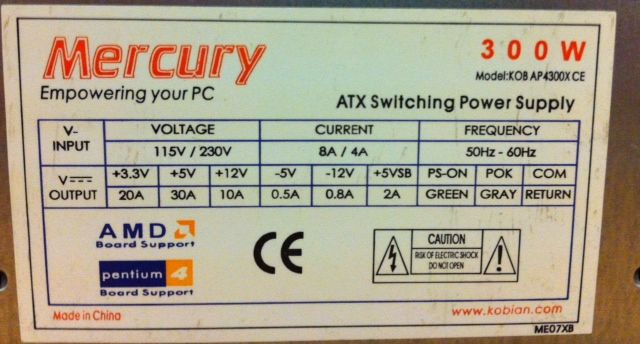 Mercury
300W
Model:KOB AP4300X CE
Empowering your PC
ATX Switching Power Supply
V-INPUT VOLTAGE CURRENT FREQUENCY
115V / 230V 8A / 4A 50Hz - 60Hz
V OUTPUT +3.3V +5V +12V -5V -12V +5VSB PS-ON POK COM
20A 30A 10A 0.5A 0.8A 2A GREEN GRAY RETURN
AMD
Board Support
pentium 4
Board Support
CE
CAUTION
RISK OF ELECTRIC SHOCK
DO NOT OPEN
Made in China
www.kobian.com
ME07XB